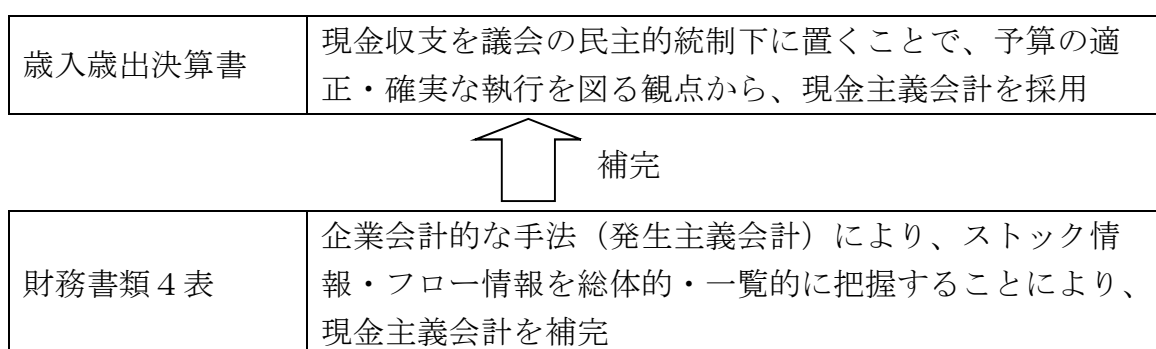 歳入歳出決算書
現金収支を議会の民主的統制下に置くことで、予算の適
正・確実な執行を図る観点から、現金主義会計を採用
補完
財務書類４表
企業会計的な手法（発生主義会計）により、ストック情
報・フロー情報を総体的・一覧的に把握することにより、
現金主義会計を補完